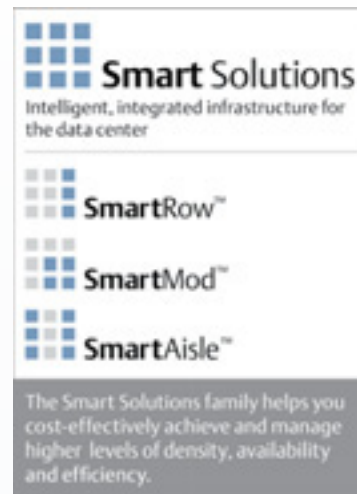 Smart Solutions
Intelligent, integrated infrastructure for
the data center
SmartRow™
SmartMod™
SmartAisle™
The Smart Solutions family helps you
cost-effectively achieve and manage
higher levels of density, availability
and efficiency.